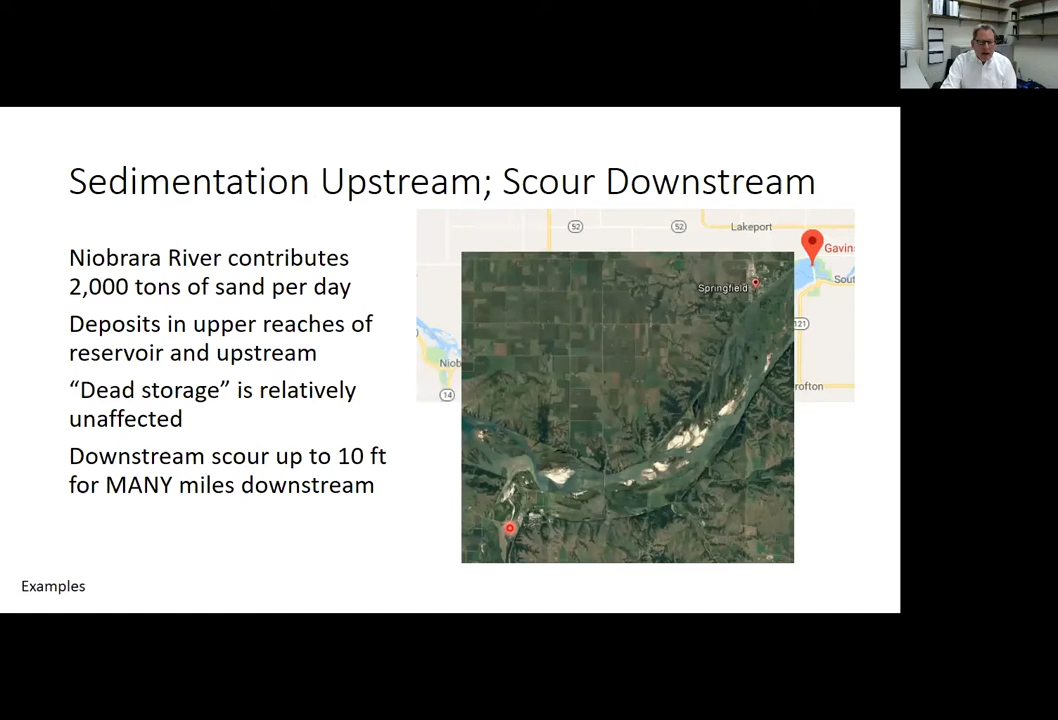 Sedimentation Upstream; Scour Downstream
Niobrara River contributes
2,000 tons of sand per day
Deposits in upper reaches of
reservoir and upstream
“Dead storage” is relatively
unaffected
Downstream scour up to 10 ft
for MANY miles downstream
52
52
Lakeport
Gavins
Springfield
Sout
121
Niob
14
rofton
Examples